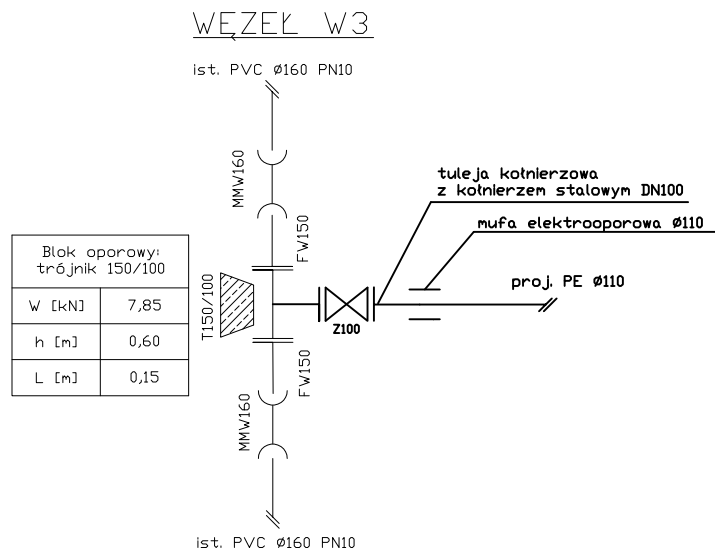 WĘZEŁ W3
ist. PVC Ø160 PN10
MMW160
FW150
tuleja kołnierzowa
z kołnierzem stalowym DN100
mufa elektrooporowa Ø110
proj. PE Ø110
Blok oporowy:
trójnik 150/100
W [kN] 7,85
h [m] 0,60
L [m] 0,15
T150/100
Z100
FW150
MMW160
ist. PVC Ø160 PN10